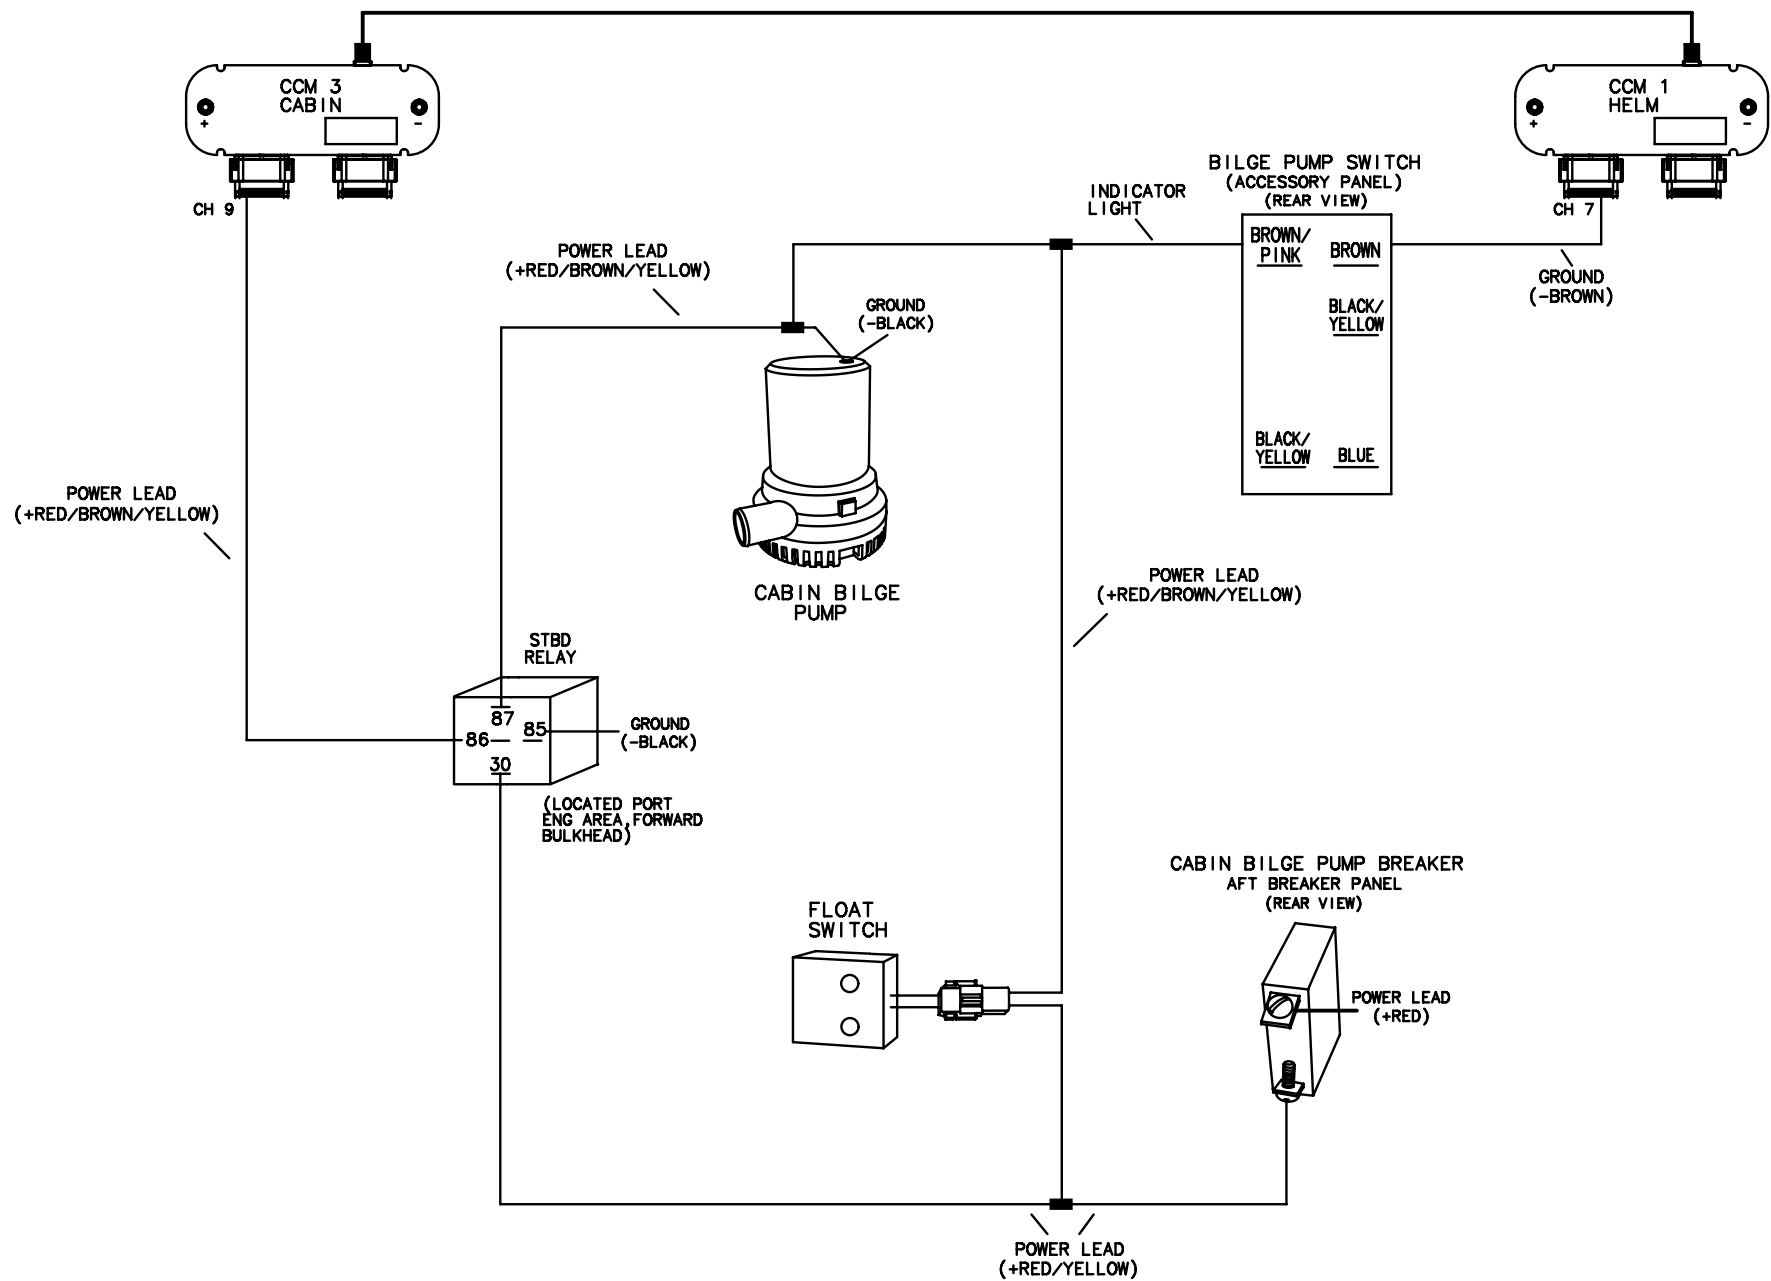 CCM 3
CABIN
+
-
CH 9
CCM 1
HELM
+
-
CH 7
BILGE PUMP SWITCH
(ACCESSORY PANEL)
(REAR VIEW)
INDICATOR
LIGHT
BROWN/
PINK
BROWN
BLACK/
YELLOW
BLACK/
YELLOW
BLUE
GROUND
(-BROWN)
POWER LEAD
(+RED/BROWN/YELLOW)
GROUND
(-BLACK)
CABIN BILGE
PUMP
POWER LEAD
(+RED/BROWN/YELLOW)
POWER LEAD
(+RED/BROWN/YELLOW)
STBD
RELAY
87
86
85
30
GROUND
(-BLACK)
(LOCATED PORT
ENG AREA,FORWARD
BULKHEAD)
FLOAT
SWITCH
CABIN BILGE PUMP BREAKER
AFT BREAKER PANEL
(REAR VIEW)
POWER LEAD
(+RED)
POWER LEAD
(+RED/YELLOW)